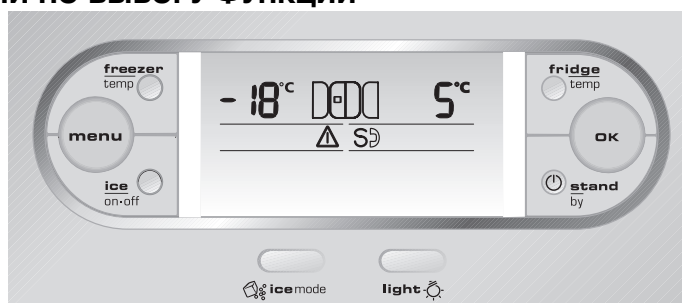 ПО ВЫБОРУ ФУНКЦИЙ
freezer
temp
menu
ice
on•off
- 18°C
5°C
S
fridge
temp
OK
stand
by
ice mode
light